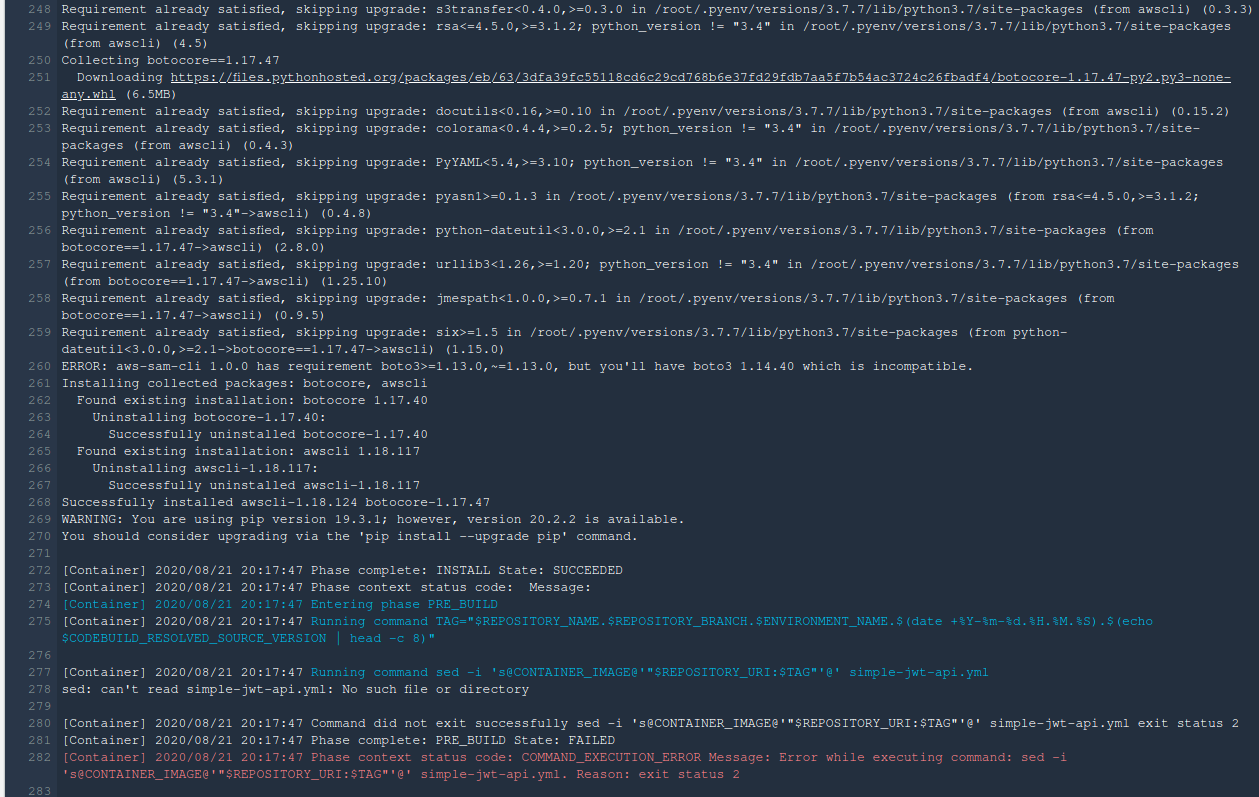 248 Requirement already satisfied, skipping upgrade: s3transfer<0.4.0,>=0.3.0 in /root/.pyenv/versions/3.7.7/lib/python3.7/site-packages (from awscli) (0.3.3)
249 Requirement already satisfied, skipping upgrade: rsa<=4.5.0,>=3.1.2; python_version != "3.4" in /root/.pyenv/versions/3.7.7/lib/python3.7/site-packages
(from awscli) (4.5)
250 Collecting botocore==1.17.47
251 Downloading https://files.pythonhosted.org/packages/eb/63/3dfa39fc55118cd6c29cd768b6e37fd29fdb7aa5f7b54ac3724c26fbadf4/botocore-1.17.47-py2.py3-none-
any.whl (6.5MB)
252 Requirement already satisfied, skipping upgrade: docutils<0.16,>=0.10 in /root/.pyenv/versions/3.7.7/lib/python3.7/site-packages (from awscli) (0.15.2)
253 Requirement already satisfied, skipping upgrade: colorama<0.4.4,>=0.2.5; python_version != "3.4" in /root/.pyenv/versions/3.7.7/lib/python3.7/site-
packages (from awscli) (0.4.3)
254 Requirement already satisfied, skipping upgrade: PyYAML<5.4,>=3.10; python_version != "3.4" in /root/.pyenv/versions/3.7.7/lib/python3.7/site-packages
(from awscli) (5.3.1)
255 Requirement already satisfied, skipping upgrade: pyasn1>=0.1.3 in /root/.pyenv/versions/3.7.7/lib/python3.7/site-packages (from rsa<=4.5.0,>=3.1.2;
python_version != "3.4"->awscli) (0.4.8)
256 Requirement already satisfied, skipping upgrade: python-dateutil<3.0.0,>=2.1 in /root/.pyenv/versions/3.7.7/lib/python3.7/site-packages (from
botocore==1.17.47->awscli) (2.8.0)
257 Requirement already satisfied, skipping upgrade: urllib3<1.26,>=1.20; python_version != "3.4" in /root/.pyenv/versions/3.7.7/lib/python3.7/site-packages
(from botocore==1.17.47->awscli) (1.25.10)
258 Requirement already satisfied, skipping upgrade: jmespath<1.0.0,>=0.7.1 in /root/.pyenv/versions/3.7.7/lib/python3.7/site-packages (from
botocore==1.17.47->awscli) (0.9.5)
259 Requirement already satisfied, skipping upgrade: six>=1.5 in /root/.pyenv/versions/3.7.7/lib/python3.7/site-packages (from python-
dateutil<3.0.0,>=2.1->botocore==1.17.47->awscli) (1.15.0)
260 ERROR: aws-sam-cli 1.0.0 has requirement boto3>=1.13.0,~=1.13.0, but you'll have boto3 1.14.40 which is incompatible.
261 Installing collected packages: botocore, awscli
262 Found existing installation: botocore 1.17.40
263 Uninstalling botocore-1.17.40:
264 Successfully uninstalled botocore-1.17.40
265 Found existing installation: awscli 1.18.117
266 Uninstalling awscli-1.18.117:
267 Successfully uninstalled awscli-1.18.117
268 Successfully installed awscli-1.18.124 botocore-1.17.47
269 WARNING: You are using pip version 19.3.1; however, version 20.2.2 is available.
270 You should consider upgrading via the 'pip install --upgrade pip' command.
271
272 [Container] 2020/08/21 20:17:47 Phase complete: INSTALL State: SUCCEEDED
273 [Container] 2020/08/21 20:17:47 Phase context status code: Message:
274 [Container] 2020/08/21 20:17:47 Entering phase PRE_BUILD
275 [Container] 2020/08/21 20:17:47 Running command TAG="$REPOSITORY_NAME.$REPOSITORY_BRANCH.$ENVIRONMENT_NAME.$(date +%Y-%m-%d.%H.%M.%S).$(echo
$CODEBUILD_RESOLVED_SOURCE_VERSION | head -c 8)"
276
277 [Container] 2020/08/21 20:17:47 Running command sed -i 's@CONTAINER_IMAGE@'"$REPOSITORY_URI:$TAG"'@' simple-jwt-api.yml
278 sed: can't read simple-jwt-api.yml: No such file or directory
279
280 [Container] 2020/08/21 20:17:47 Command did not exit successfully sed -i 's@CONTAINER_IMAGE@'"$REPOSITORY_URI:$TAG"'@' simple-jwt-api.yml exit status 2
281 [Container] 2020/08/21 20:17:47 Phase complete: PRE_BUILD State: FAILED
282 [Container] 2020/08/21 20:17:47 Phase context status code: COMMAND_EXECUTION_ERROR Message: Error while executing command: sed -i
's@CONTAINER_IMAGE@'"$REPOSITORY_URI:$TAG"'@' simple-jwt-api.yml. Reason: exit status 2
283